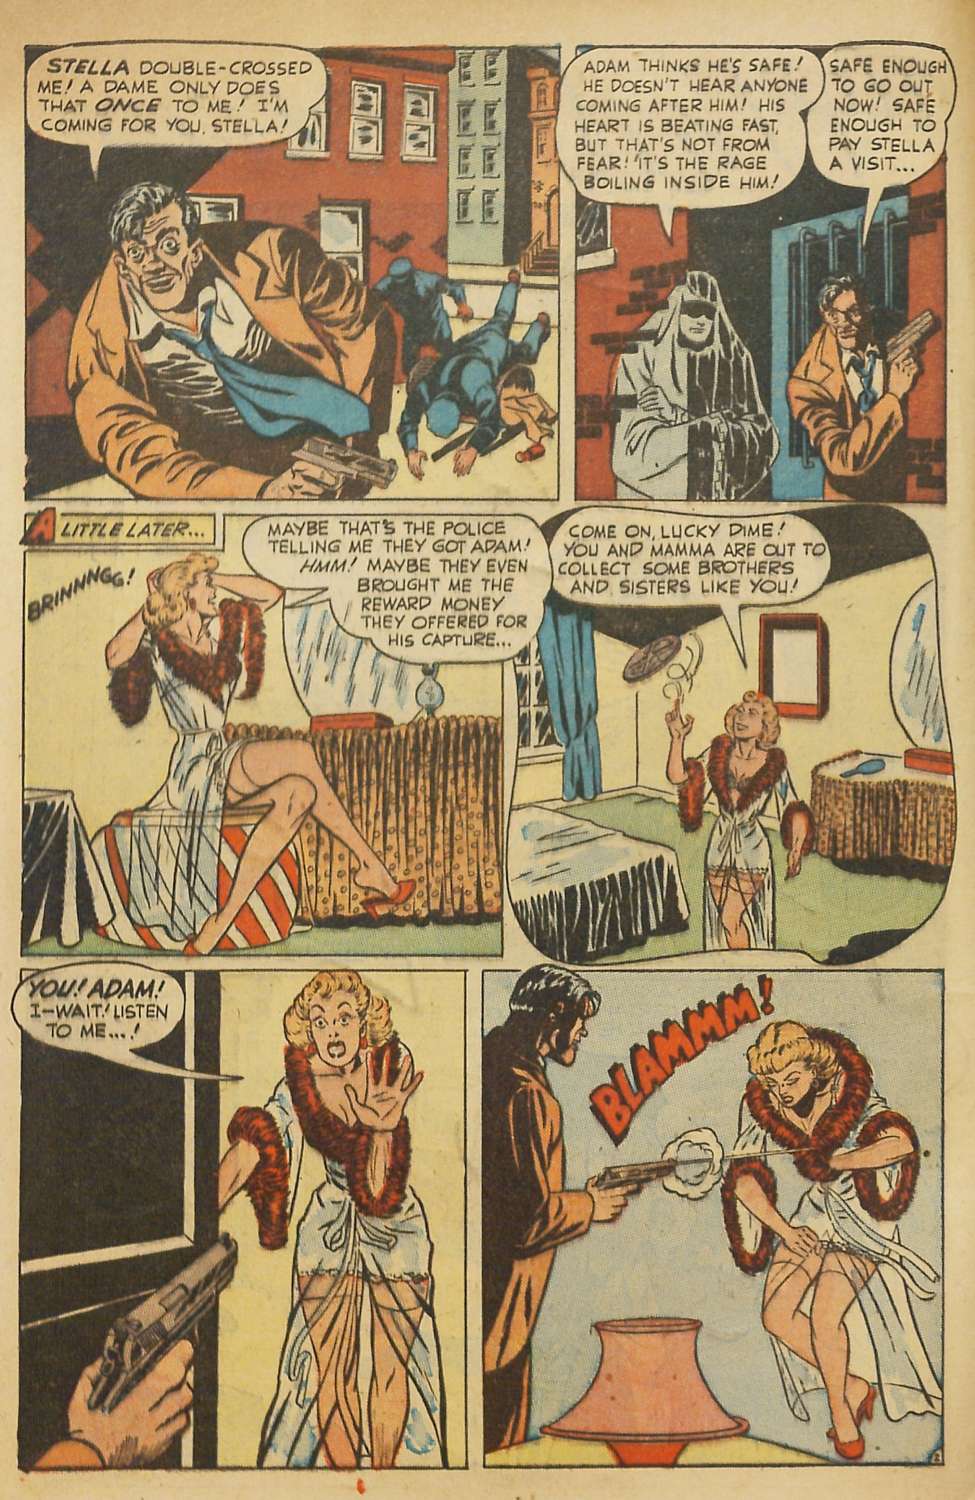 STELLA DOUBLE-CROSSED
ME! A DAME ONLY DOES
THAT ONCE TO ME! I'M
COMING FOR YOU, STELLA!
ADAM THINKS HE'S SAFE!
HE DOESN'T HEAR ANYONE
COMING AFTER HIM! HIS
HEART IS BEATING FAST,
BUT THAT'S NOT FROM
FEAR! IT'S THE RAGE
BOILING INSIDE HIM!
SAFE ENOUGH
TO GO OUT
NOW! SAFE
ENOUGH TO
PAY STELLA
A VISIT...
A LITTLE LATER...
BRINNNGG!
MAYBE THAT'S THE POLICE
TELLING ME THEY GOT ADAM!
HMM! MAYBE THEY EVEN
BROUGHT ME THE
REWARD MONEY
THEY OFFERED FOR
HIS CAPTURE...
COME ON, LUCKY DIME!
YOU AND MAMMA ARE OUT TO
COLLECT SOME BROTHERS
AND SISTERS LIKE YOU!
YOU! ADAM!
I-WAIT! LISTEN
TO ME...!
BLAMMM!
2